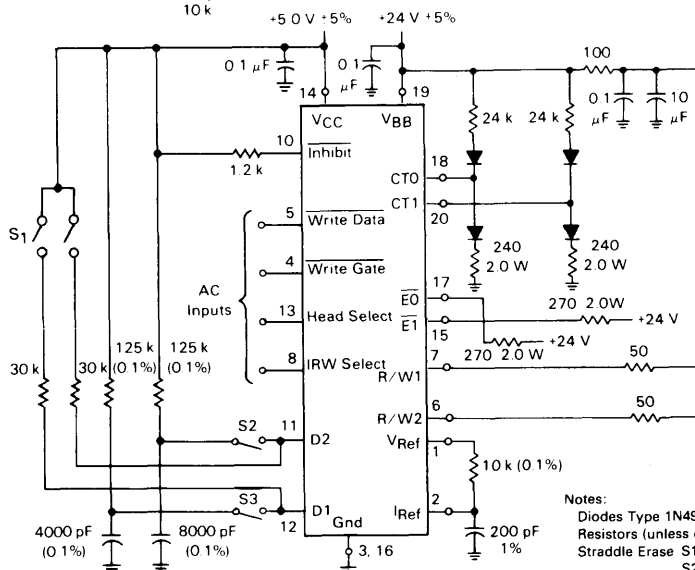 10 k
+5.0 V ±5%
+24 V ±5%
0.1 μF
0.1 μF
100
14
19
VCC
VBB
0.1 μF
10 μF
24 k
24 k
10
Inhibit
1.2 k
18
CT0
CT1
20
S1
5
Write Data
4
Write Gate
AC Inputs
13
Head Select
8
IRW Select
240
2.0 W
240
2.0 W
17
E0
E1
15
270 2.0W
+24 V
+24 V
270 2.0 W
7
R/W1
50
30 k
30 k
125 k
(0.1%)
125 k
(0.1%)
R/W2
6
50
S2
11
D2
VRef
1
10 k (0.1%)
S3
D1
12
Gnd
IRef
2
4000 pF
(0.1%)
8000 pF
(0.1%)
3, 16
200 pF
1%
Notes:
Diodes Type 1N49
Resistors (unless
Straddle Erase S1